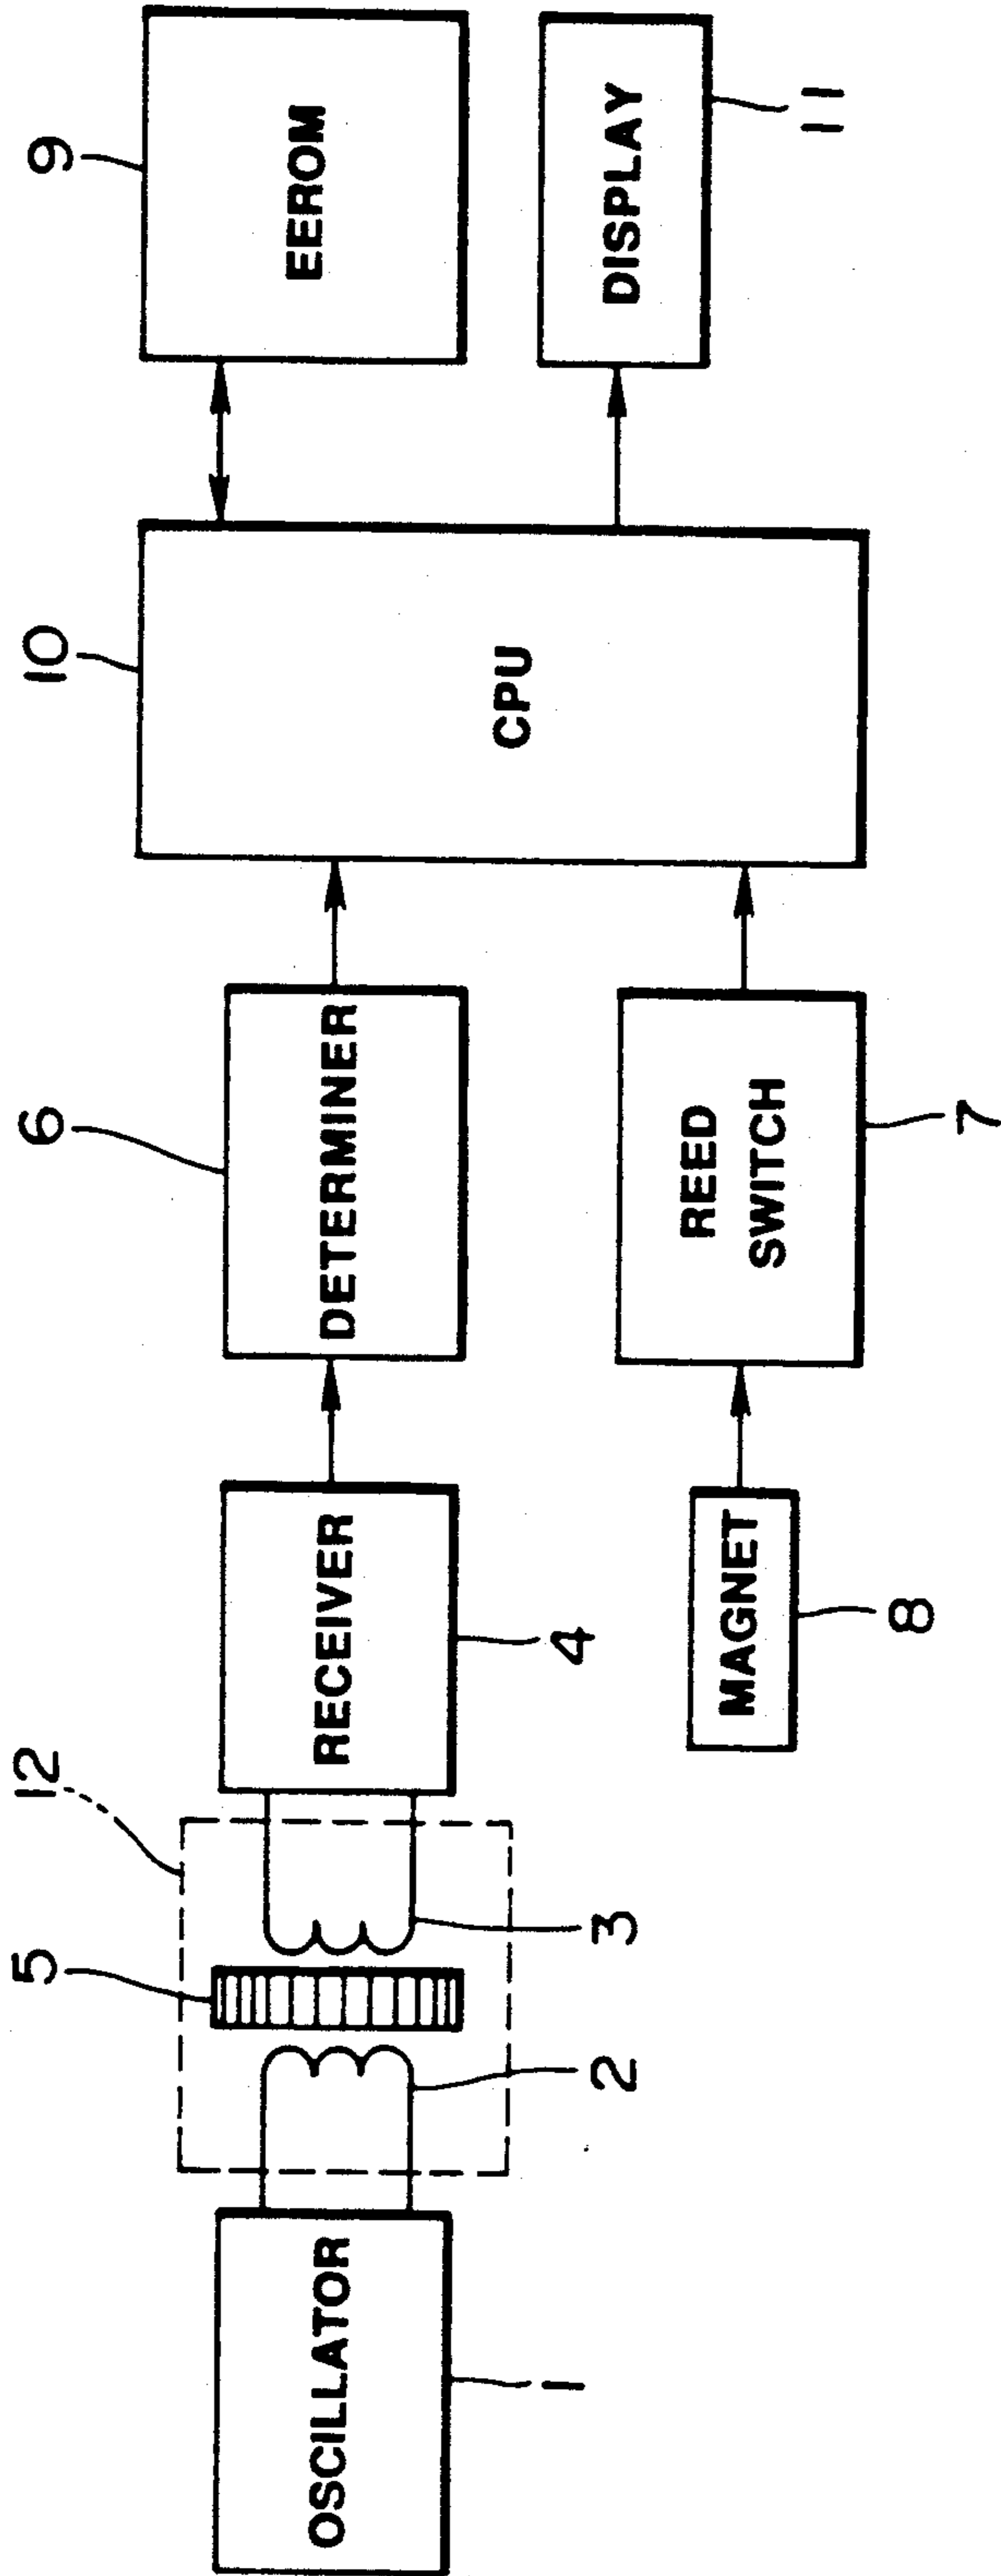 12
5
6
10
9
OSCILLATOR
RECEIVER
DETERMINER
CPU
EEROM
1
2
3
4
MAGNET
REED
SWITCH
DISPLAY
8
7
11